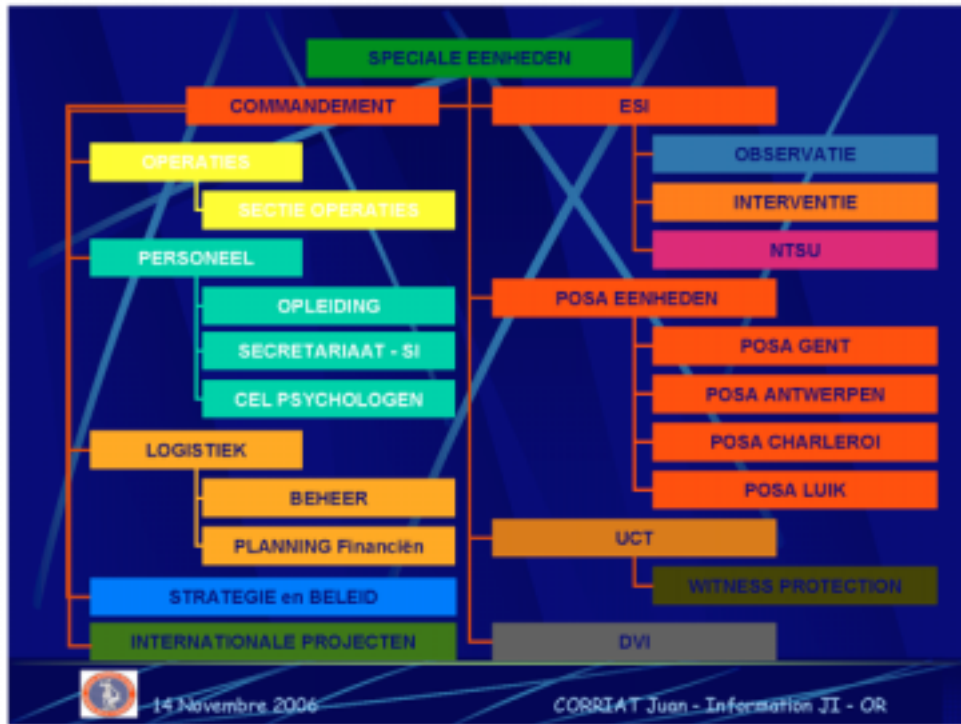 SPECIALE EENHEDEN
COMMANDEMENT
OPERATIES
SECTIE OPERATIES
PERSONEEL
OPLEIDING
SECRETARIAAT - SI
CEL PSYCHOLOGEN
LOGISTIEK
BEHEER
PLANNING Financiën
STRATEGIE en BELEID
INTERNATIONALE PROJECTEN
ESI
OBSERVATIE
INTERVENTIE
NTSU
POSA EENHEDEN
POSA GENT
POSA ANTWERPEN
POSA CHARLEROI
POSA LUIK
UCT
WITNESS PROTECTION
DVI
14 Novembre 2006
CORRIAT Juan - Information JI - OR